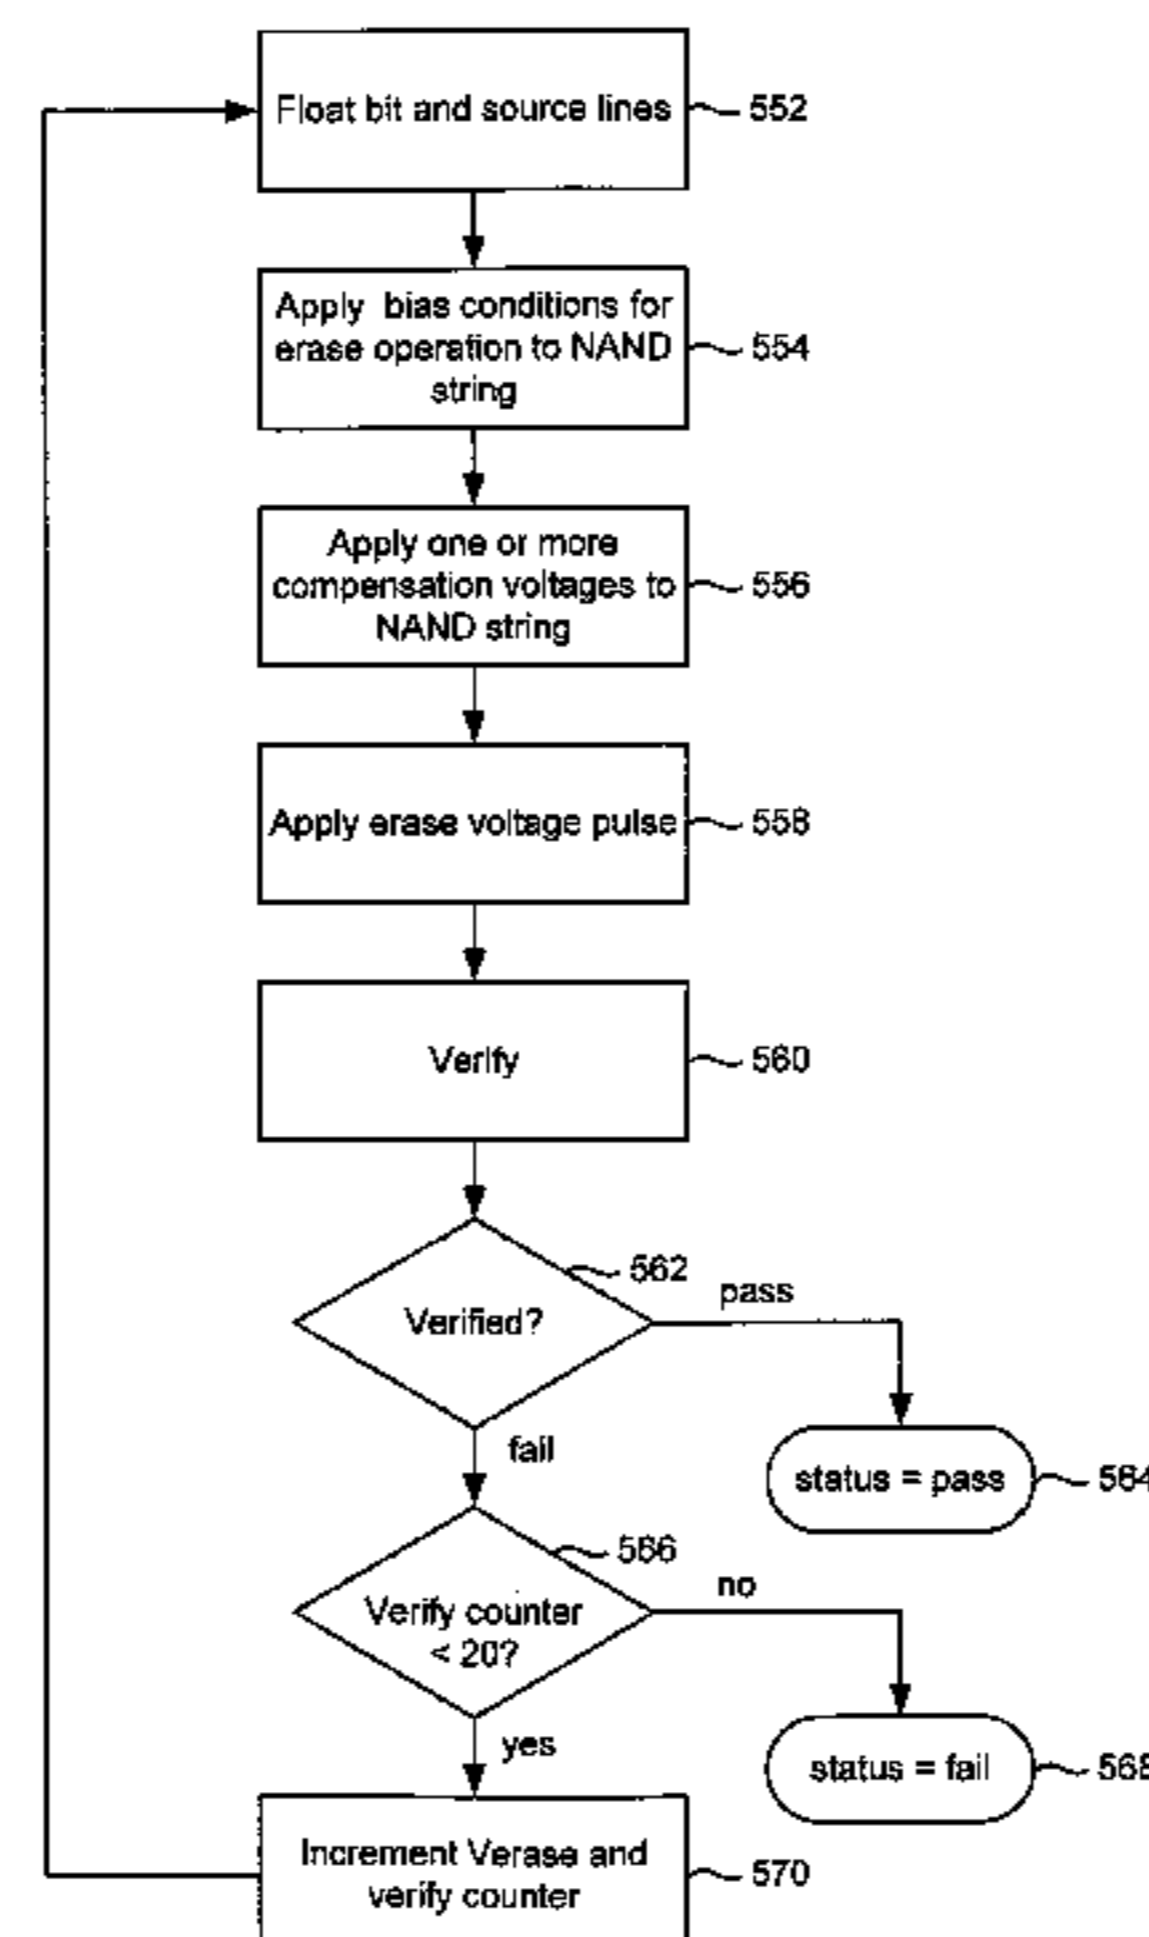 Float bit and source lines
552
Apply bias conditions for
erase operation to NAND
string
554
Apply one or more
compensation voltages to
NAND string
556
Apply erase voltage pulse
558
Verify
560
562
Verified?
pass
fail
status = pass
564
566
Verify counter
< 20?
no
yes
status = fail
568
Increment Verase and
verify counter
570